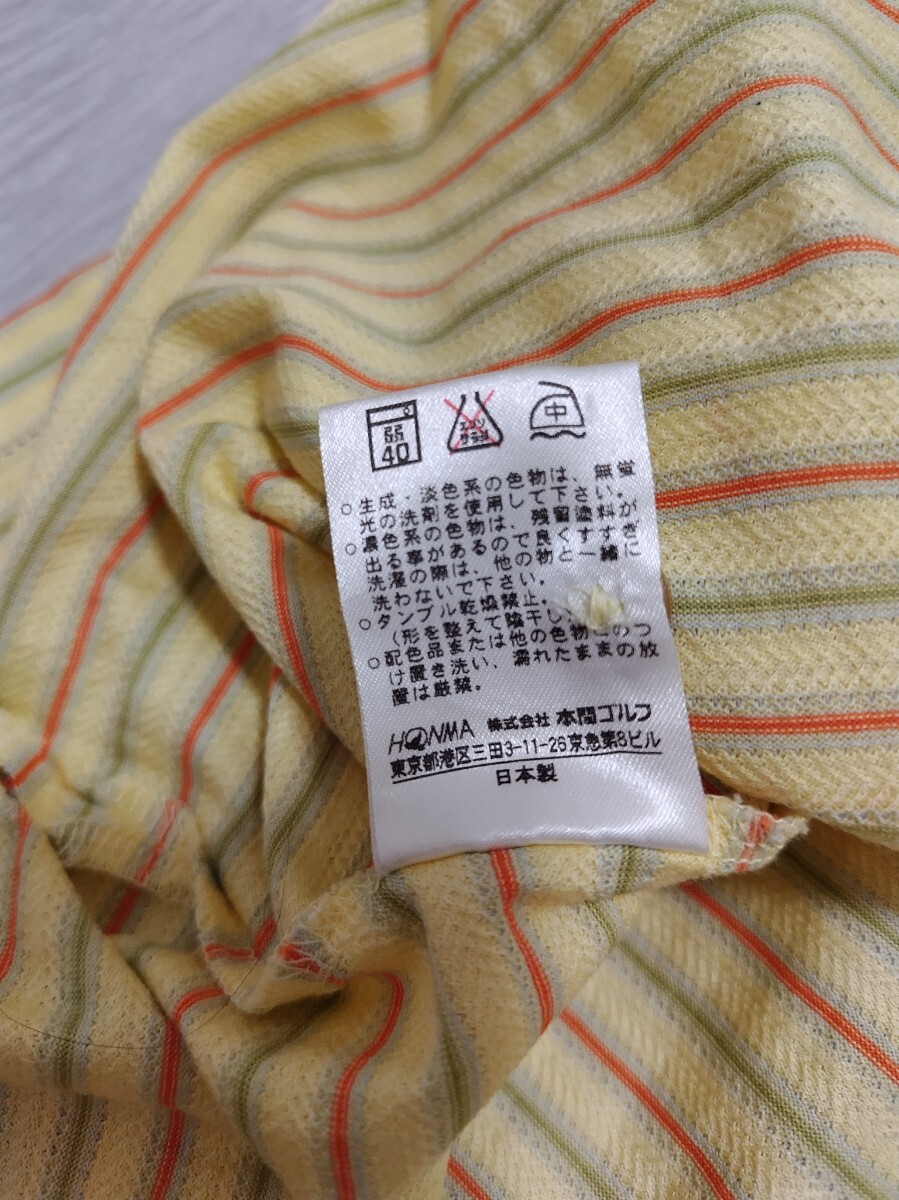 弱
40
エンソ
サラシ
中
○生成・淡色系の色物は、無蛍
光の洗剤を使用して下さい。
○濃色系の色物は、残留塗料が
出る事があるので良くすすぎ
洗濯の際は、他の物と一緒に
洗わないで下さい。
○タンブル乾燥禁止。
(形を整えて陰干し
○配色品または他の色物とのつ
け置き洗い、濡れたままの放
置は厳禁。
HONMA 株式会社 本間ゴルフ
東京都港区三田3-11-26京急第8ビル
日本製